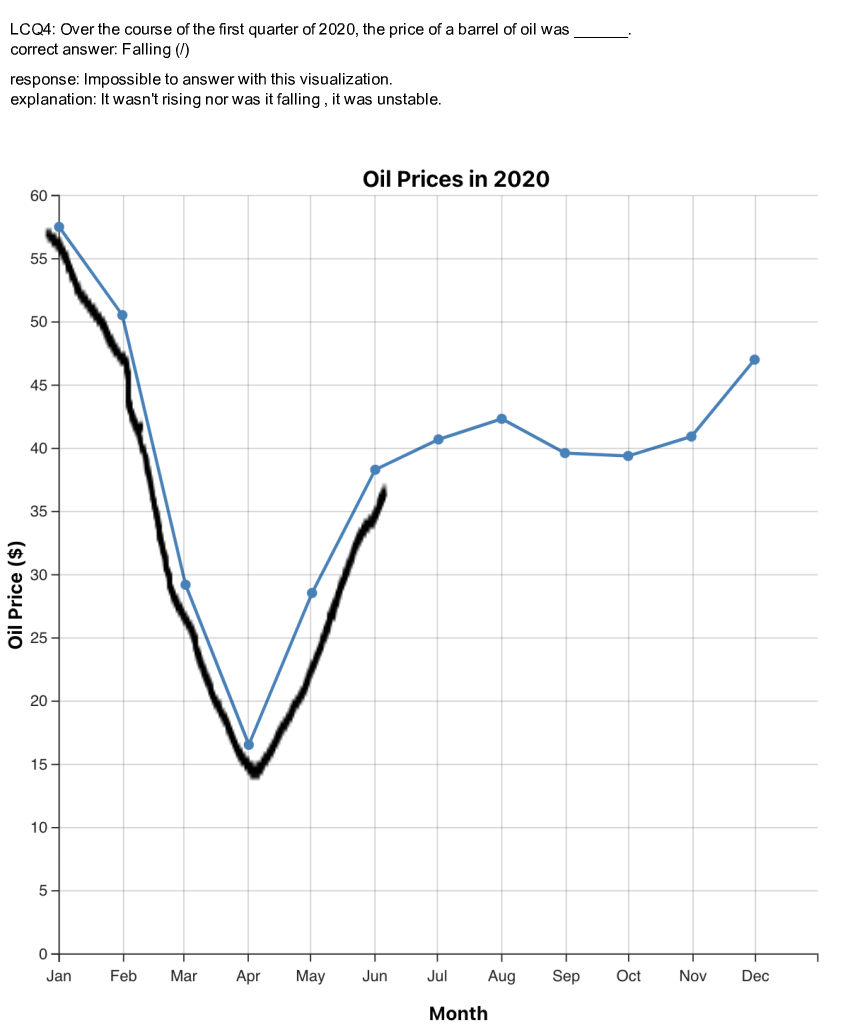 LCQ4: Over the course of the first quarter of 2020, the price of a barrel of oil was ______.
correct answer: Falling (/)
response: Impossible to answer with this visualization.
explanation: It wasn't rising nor was it falling , it was unstable.
Oil Prices in 2020
60
55
50
45
40
35
30
25
20
15
10
5
0
Oil Price ($)
Jan Feb Mar Apr May Jun Jul Aug Sep Oct Nov Dec
Month